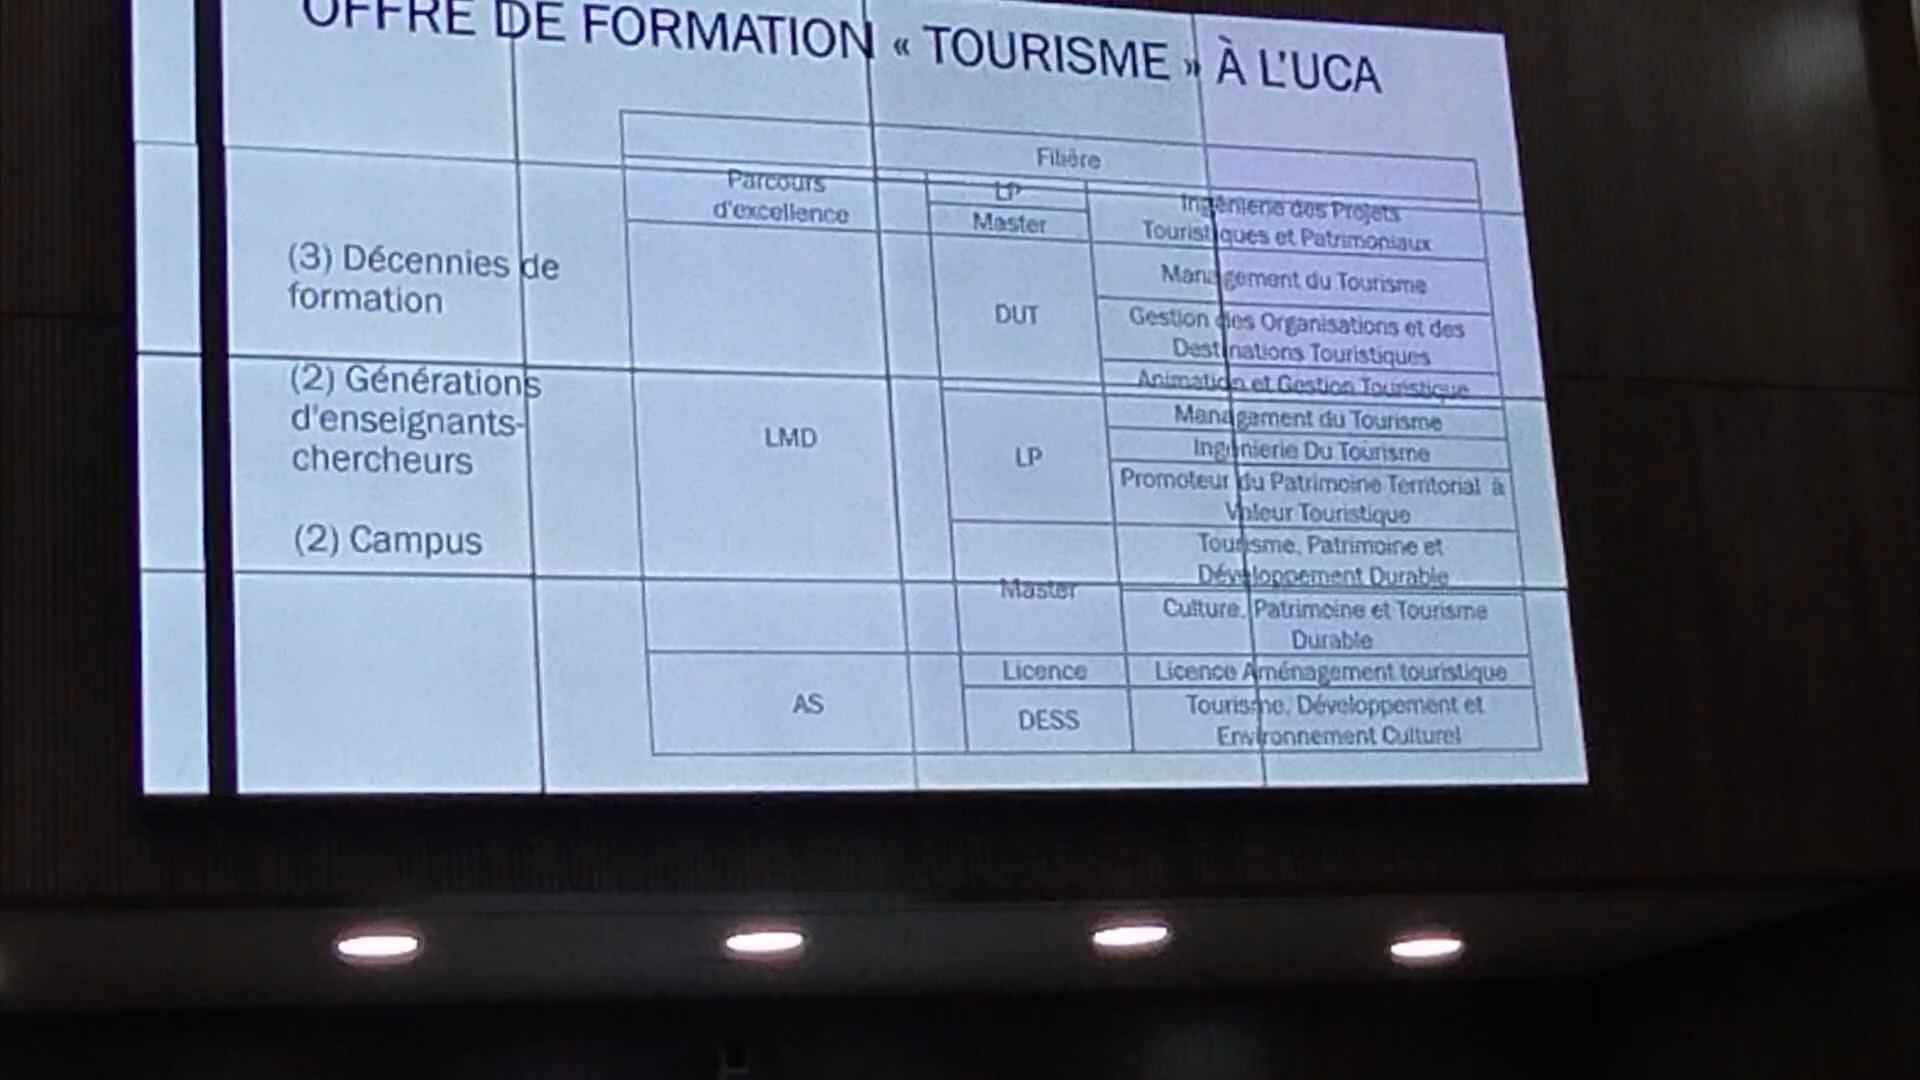 OFFRE DE FORMATION « TOURISME » À L'UCA
(3) Décennies de
formation
(2) Générations
d'enseignants-
chercheurs
(2) Campus
Filière
Parcours
d'excellence
LP
Master
Ingénierie des Projets
Touristiques et Patrimoniaux
LMD
DUT
Management du Tourisme
Gestion des Organisations et des
Destinations Touristiques
Animation et Gestion Touristique
LP
Management du Tourisme
Ingénierie Du Tourisme
Promoteur du Patrimoine Territorial à
Valeur Touristique
Master
Tourisme, Patrimoine et
Développement Durable
Culture, Patrimoine et Tourisme
Durable
AS
Licence
Licence Aménagement touristique
DESS
Tourisme, Développement et
Environnement Culturel